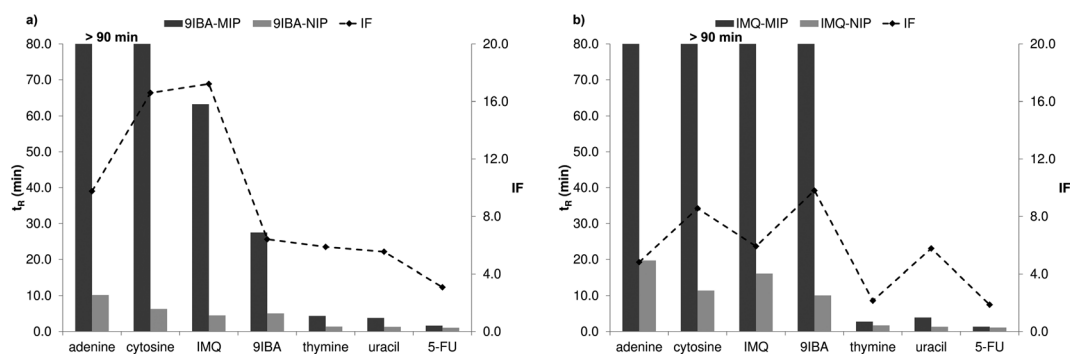 a)
9IBA-MIP 9IBA-NIP IF
> 90 min
80.0
70.0
60.0
50.0
40.0
30.0
20.0
10.0
0.0
tR (min)
20.0
16.0
12.0
8.0
4.0
0.0
IF
adenine cytosine IMQ 9IBA thymine uracil 5-FU
b)
IMQ-MIP IMQ-NIP IF
> 90 min
80.0
70.0
60.0
50.0
40.0
30.0
20.0
10.0
0.0
tR (min)
20.0
16.0
12.0
8.0
4.0
0.0
IF
adenine cytosine IMQ 9IBA thymine uracil 5-FU